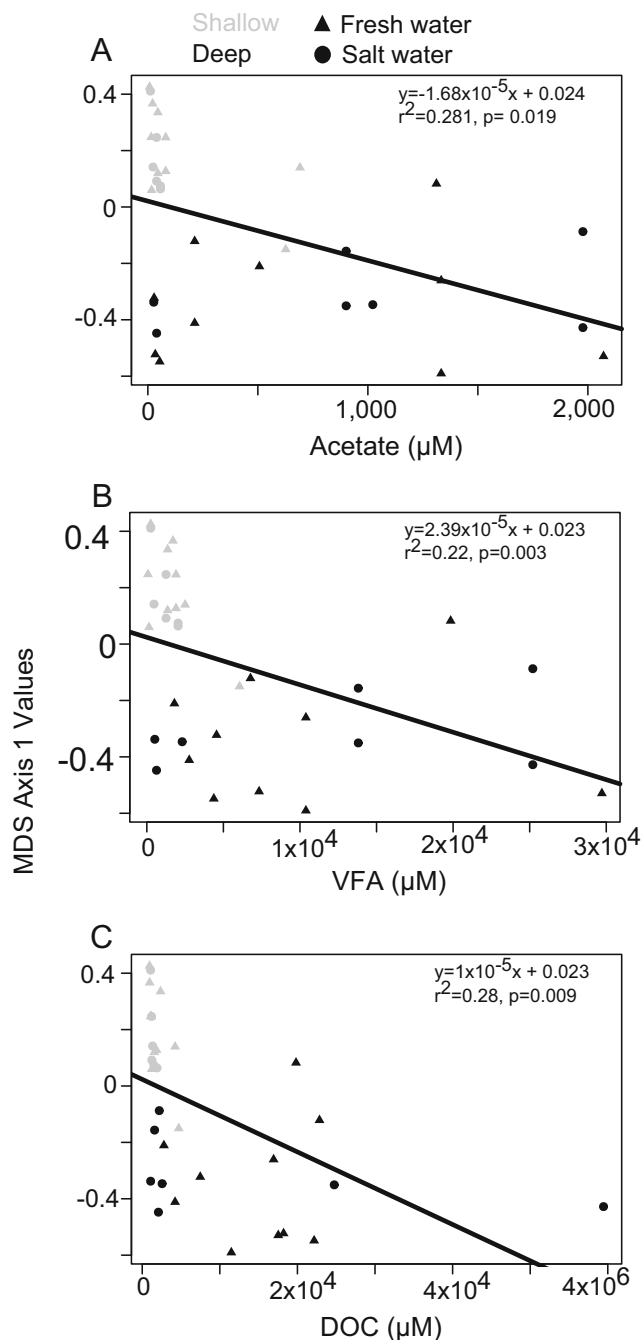 Shallow ▲ Fresh water
Deep ● Salt water
A
y=-1.68x10⁻⁵x + 0.024
r²=0.281, p= 0.019
0.4
0
-0.4
0 1,000 2,000
Acetate (µM)
B
y=2.39x10⁻⁵x + 0.023
r²=0.22, p=0.003
0.4
0
-0.4
MDS Axis 1 Values
0 1x10⁴ 2x10⁴ 3x10⁴
VFA (µM)
C
y=1x10⁻⁵x + 0.023
r²=0.28, p=0.009
0.4
0
-0.4
0 2x10⁴ 4x10⁴ 4x10⁶
DOC (µM)